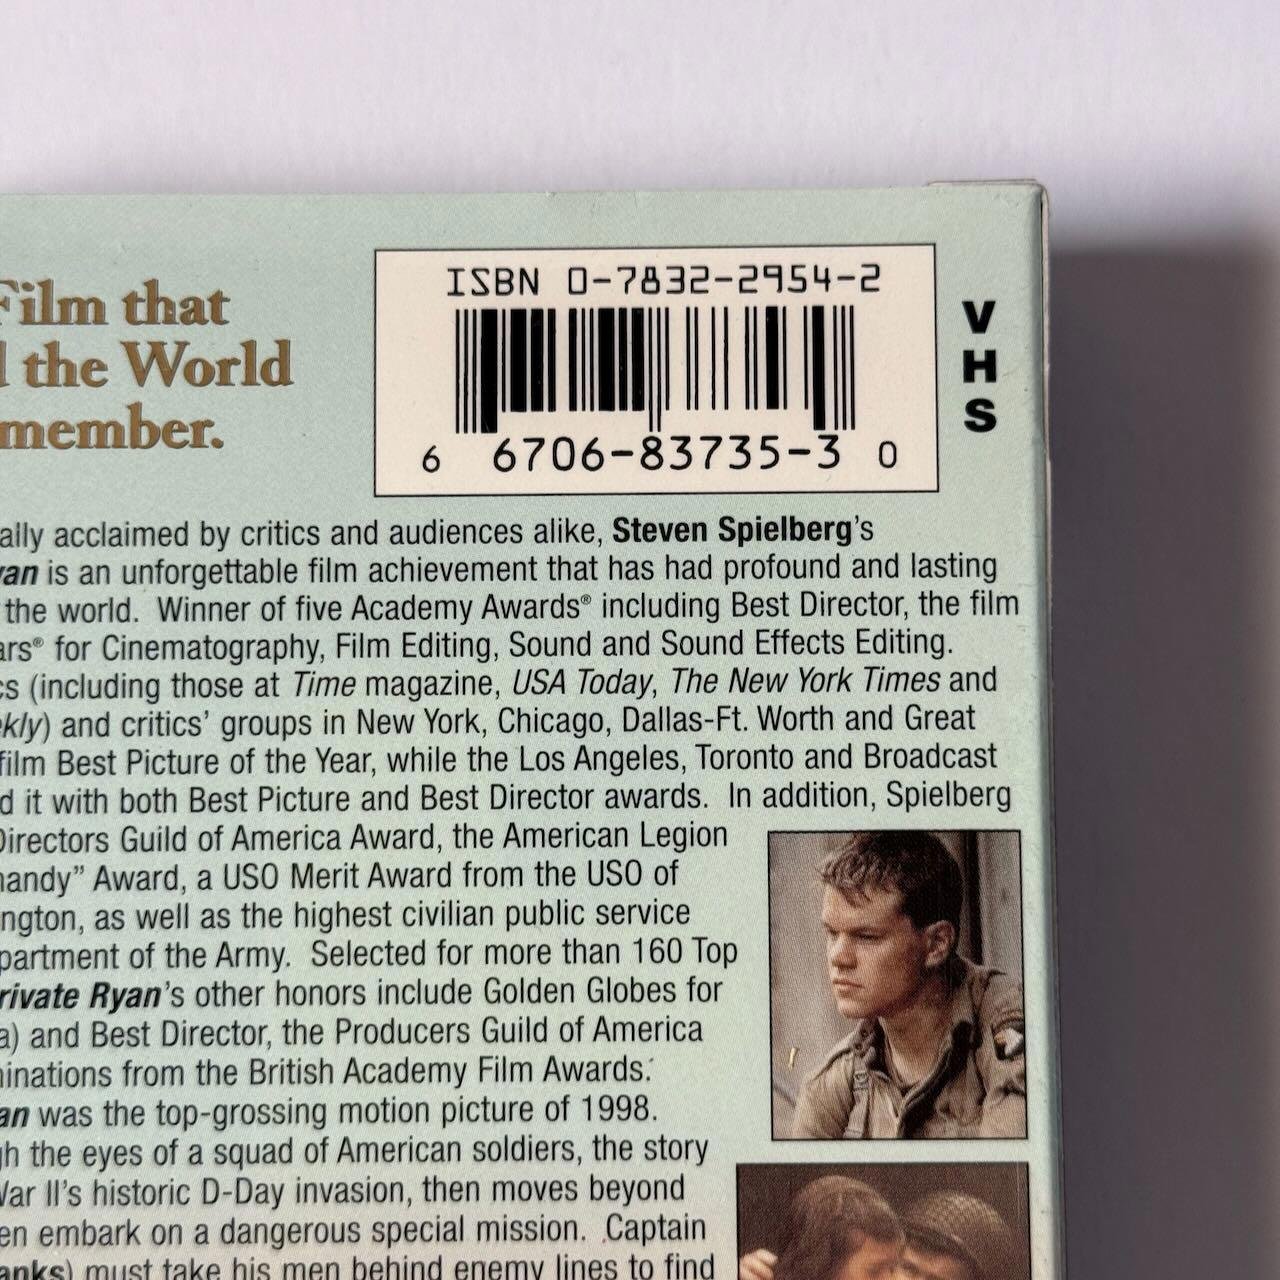 Film that
the World
member.
ISBN 0-7832-2954-2
6 6706-83735-3 0
VHS
ally acclaimed by critics and audiences alike, Steven Spielberg's
yan is an unforgettable film achievement that has had profound and lasting
the world. Winner of five Academy Awards® including Best Director, the film
ars® for Cinematography, Film Editing, Sound and Sound Effects Editing.
cs (including those at Time magazine, USA Today, The New York Times and
kly) and critics' groups in New York, Chicago, Dallas-Ft. Worth and Great
film Best Picture of the Year, while the Los Angeles, Toronto and Broadcast
d it with both Best Picture and Best Director awards. In addition, Spielberg
Directors Guild of America Award, the American Legion
andy" Award, a USO Merit Award from the USO of
ngton, as well as the highest civilian public service
partment of the Army. Selected for more than 160 Top
rivate Ryan's other honors include Golden Globes for
a) and Best Director, the Producers Guild of America
inations from the British Academy Film Awards.
an was the top-grossing motion picture of 1998.
gh the eyes of a squad of American soldiers, the story
War II's historic D-Day invasion, then moves beyond
en embark on a dangerous special mission. Captain
anks) must take his men behind enemy lines to find